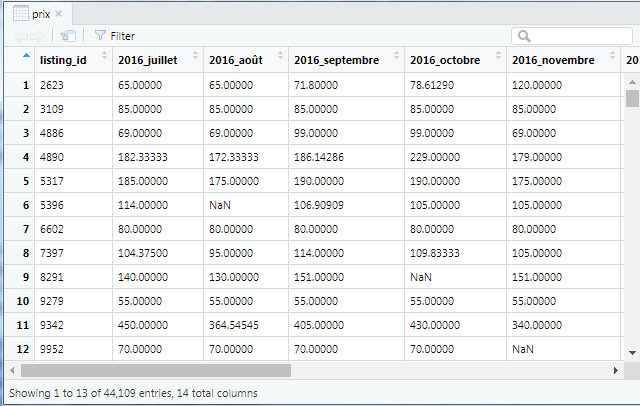 prix
Filter
listing_id 2016_juillet 2016_août 2016_septembre 2016_octobre 2016_novembre 20
1 2623 65.00000 65.00000 71.80000 78.61290 120.00000
2 3109 85.00000 85.00000 85.00000 85.00000 85.00000
3 4886 69.00000 69.00000 99.00000 99.00000 69.00000
4 4890 182.33333 172.33333 186.14286 229.00000 179.00000
5 5317 185.00000 175.00000 190.00000 190.00000 175.00000
6 5396 114.00000 NaN 106.90909 105.00000 105.00000
7 6602 80.00000 80.00000 80.00000 80.00000 80.00000
8 7397 104.37500 95.00000 114.00000 109.83333 105.00000
9 8291 140.00000 130.00000 151.00000 NaN 151.00000
10 9279 55.00000 55.00000 55.00000 55.00000 55.00000
11 9342 450.00000 364.54545 405.00000 430.00000 340.00000
12 9952 70.00000 70.00000 70.00000 70.00000 NaN
Showing 1 to 13 of 44,109 entries, 14 total columns